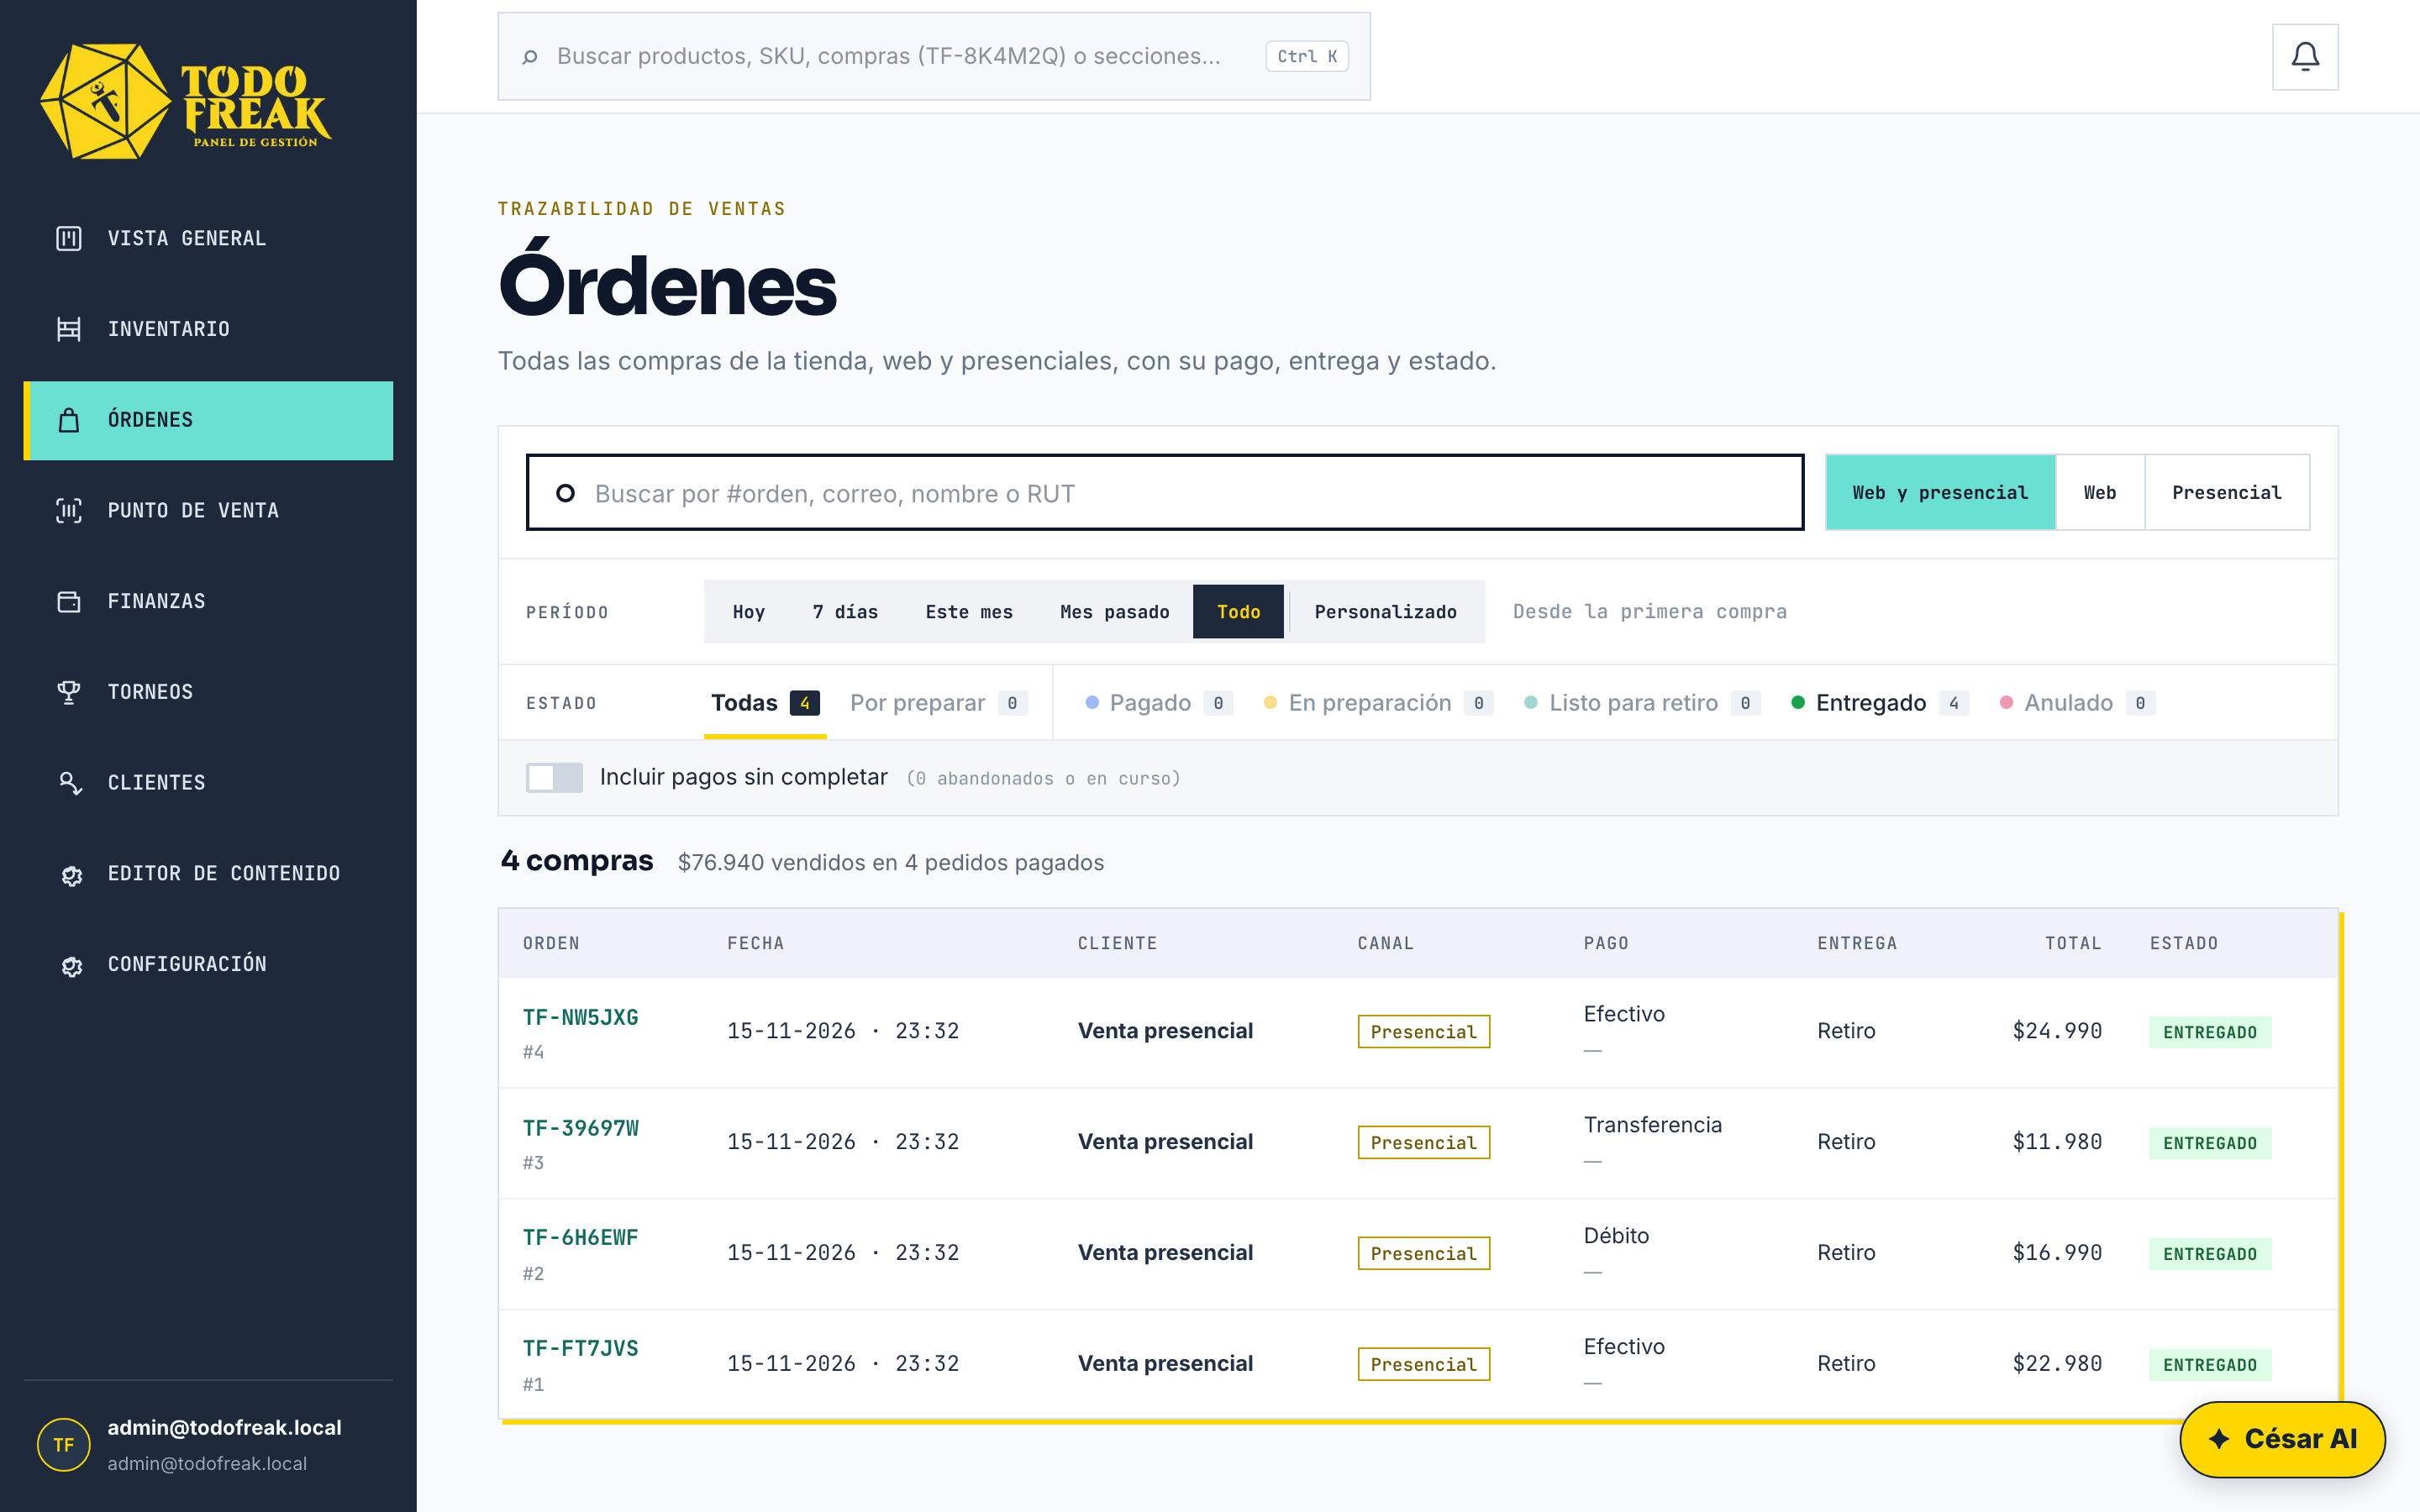 TODO
FREAK
PANEL DE GESTIÓN
VISTA GENERAL
INVENTARIO
ÓRDENES
PUNTO DE VENTA
FINANZAS
TORNEOS
CLIENTES
EDITOR DE CONTENIDO
CONFIGURACIÓN
TF
admin@todofreak.local
admin@todofreak.local
Buscar productos, SKU, compras (TF-8K4M2Q) o secciones... Ctrl K
TRAZABILIDAD DE VENTAS
Órdenes
Todas las compras de la tienda, web y presenciales, con su pago, entrega y estado.
Buscar por #orden, correo, nombre o RUT
Web y presencial Web Presencial
PERÍODO Hoy 7 días Este mes Mes pasado Todo Personalizado Desde la primera compra
ESTADO Todas 4 Por preparar 0 Pagado 0 En preparación 0 Listo para retiro 0 Entregado 4 Anulado 0
Incluir pagos sin completar (0 abandonados o en curso)
4 compras $76.940 vendidos en 4 pedidos pagados
ORDEN FECHA CLIENTE CANAL PAGO ENTREGA TOTAL ESTADO
TF-NW5JXG 15-11-2026 · 23:32 Venta presencial Presencial Efectivo Retiro $24.990 ENTREGADO
#4 —
TF-39697W 15-11-2026 · 23:32 Venta presencial Presencial Transferencia Retiro $11.980 ENTREGADO
#3 —
TF-6H6EWF 15-11-2026 · 23:32 Venta presencial Presencial Débito Retiro $16.990 ENTREGADO
#2 —
TF-FT7JVS 15-11-2026 · 23:32 Venta presencial Presencial Efectivo Retiro $22.980 ENTREGADO
#1 —
César AI